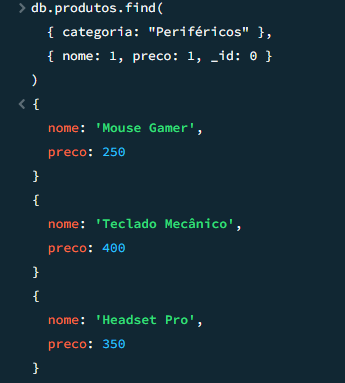 > db.produtos.find(
{ categoria: "Periféricos" },
{ nome: 1, preco: 1, _id: 0 }
)
< {
nome: 'Mouse Gamer',
preco: 250
}
{
nome: 'Teclado Mecânico',
preco: 400
}
{
nome: 'Headset Pro',
preco: 350
}